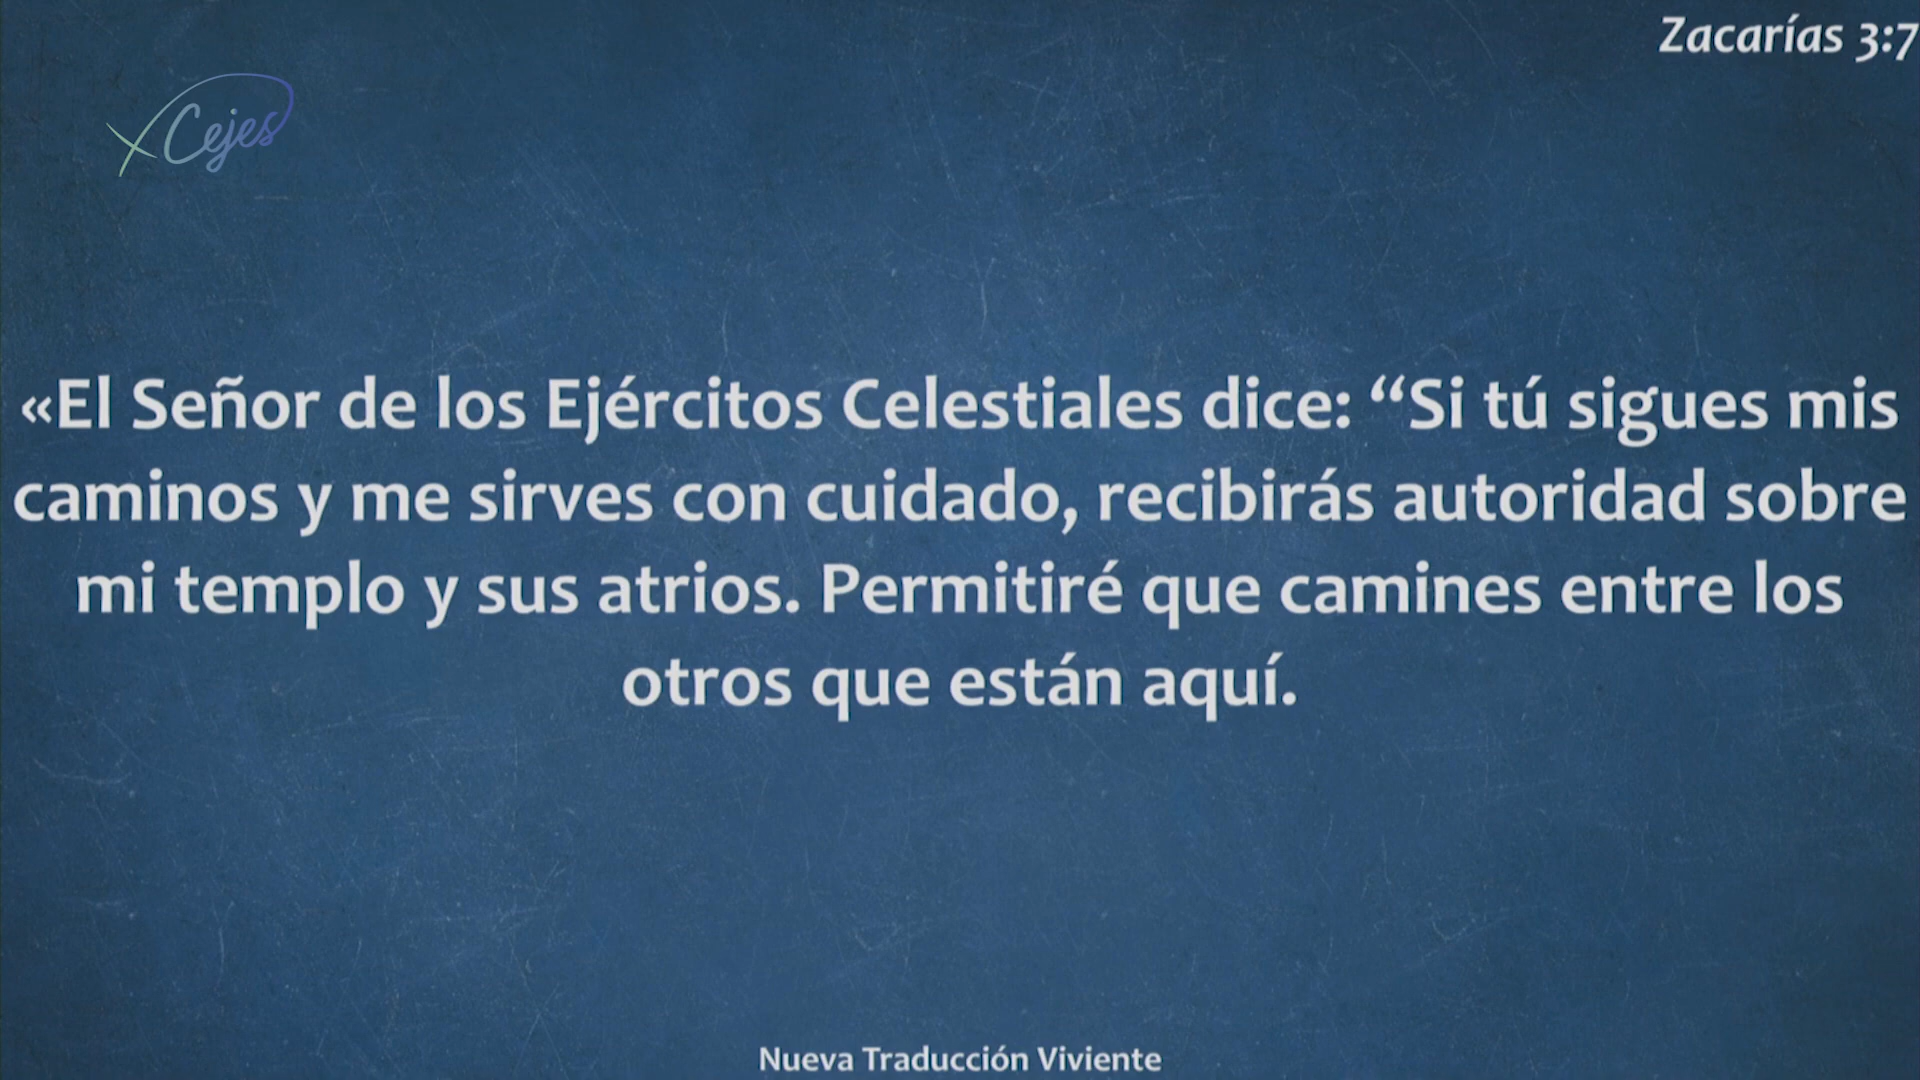 Zacarías 3:7
Cejes
«El Señor de los Ejércitos Celestiales dice: “Si tú sigues mis
caminos y me sirves con cuidado, recibirás autoridad sobre
mi templo y sus atrios. Permitiré que camines entre los
otros que están aquí.
Nueva Traducción Viviente